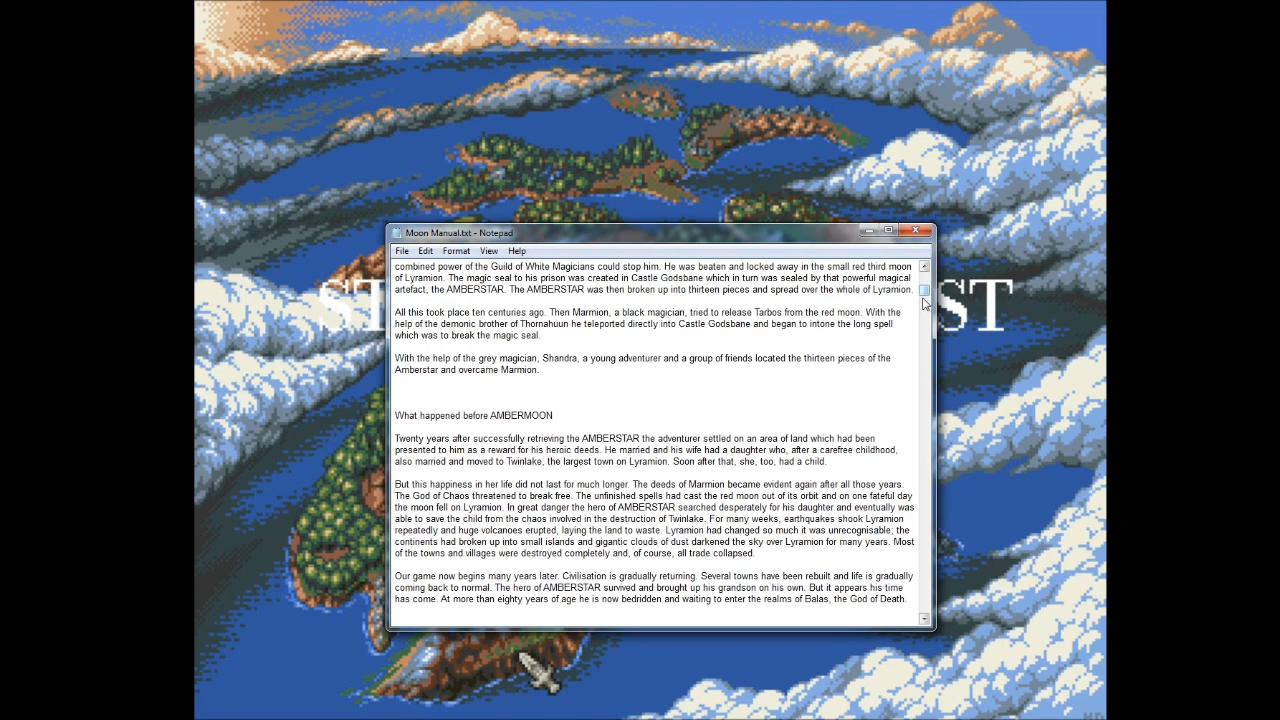 Moon Manual.txt - Notepad
File Edit Format View Help
combined power of the Guild of White Magicians could stop him. He was beaten and locked away in the small red third moon
of Lyramion. The magic seal to his prison was created in Castle Godsbane which in turn was sealed by that powerful magical
artefact, the AMBERSTAR. The AMBERSTAR was then broken up into thirteen pieces and spread over the whole of Lyramion.
All this took place ten centuries ago. Then Marmion, a black magician, tried to release Tarbos from the red moon. With the
help of the demonic brother of Thornahuun he teleported directly into Castle Godsbane and began to intone the long spell
which was to break the magic seal.
With the help of the grey magician, Shandra, a young adventurer and a group of friends located the thirteen pieces of the
Amberstar and overcame Marmion.
What happened before AMBERMOON
Twenty years after successfully retrieving the AMBERSTAR the adventurer settled on an area of land which had been
presented to him as a reward for his heroic deeds. He married and his wife had a daughter who, after a carefree childhood,
also married and moved to Twinlake, the largest town on Lyramion. Soon after that, she, too, had a child.
But this happiness in her life did not last for much longer. The deeds of Marmion became evident again after all those years.
The God of Chaos threatened to break free. The unfinished spells had cast the red moon out of its orbit and on one fateful day
the moon fell on Lyramion. In great danger the hero of AMBERSTAR searched desperately for his daughter and eventually was
able to save the child from the chaos involved in the destruction of Twinlake. For many weeks, earthquakes shook Lyramion
repeatedly and huge volcanoes erupted, laying the land to waste. Lyramion had changed so much it was unrecognisable; the
continents had broken up into small islands and gigantic clouds of dust darkened the sky over Lyramion for many years. Most
of the towns and villages were destroyed completely and, of course, all trade collapsed.
Our game now begins many years later. Civilisation is gradually returning. Several towns have been rebuilt and life is gradually
coming back to normal. The hero of AMBERSTAR survived and brought up his grandson on his own. But it appears his time
has come. At more than eighty years of age he is now bedridden and waiting to enter the realms of Balas, the God of Death.
ST
ST